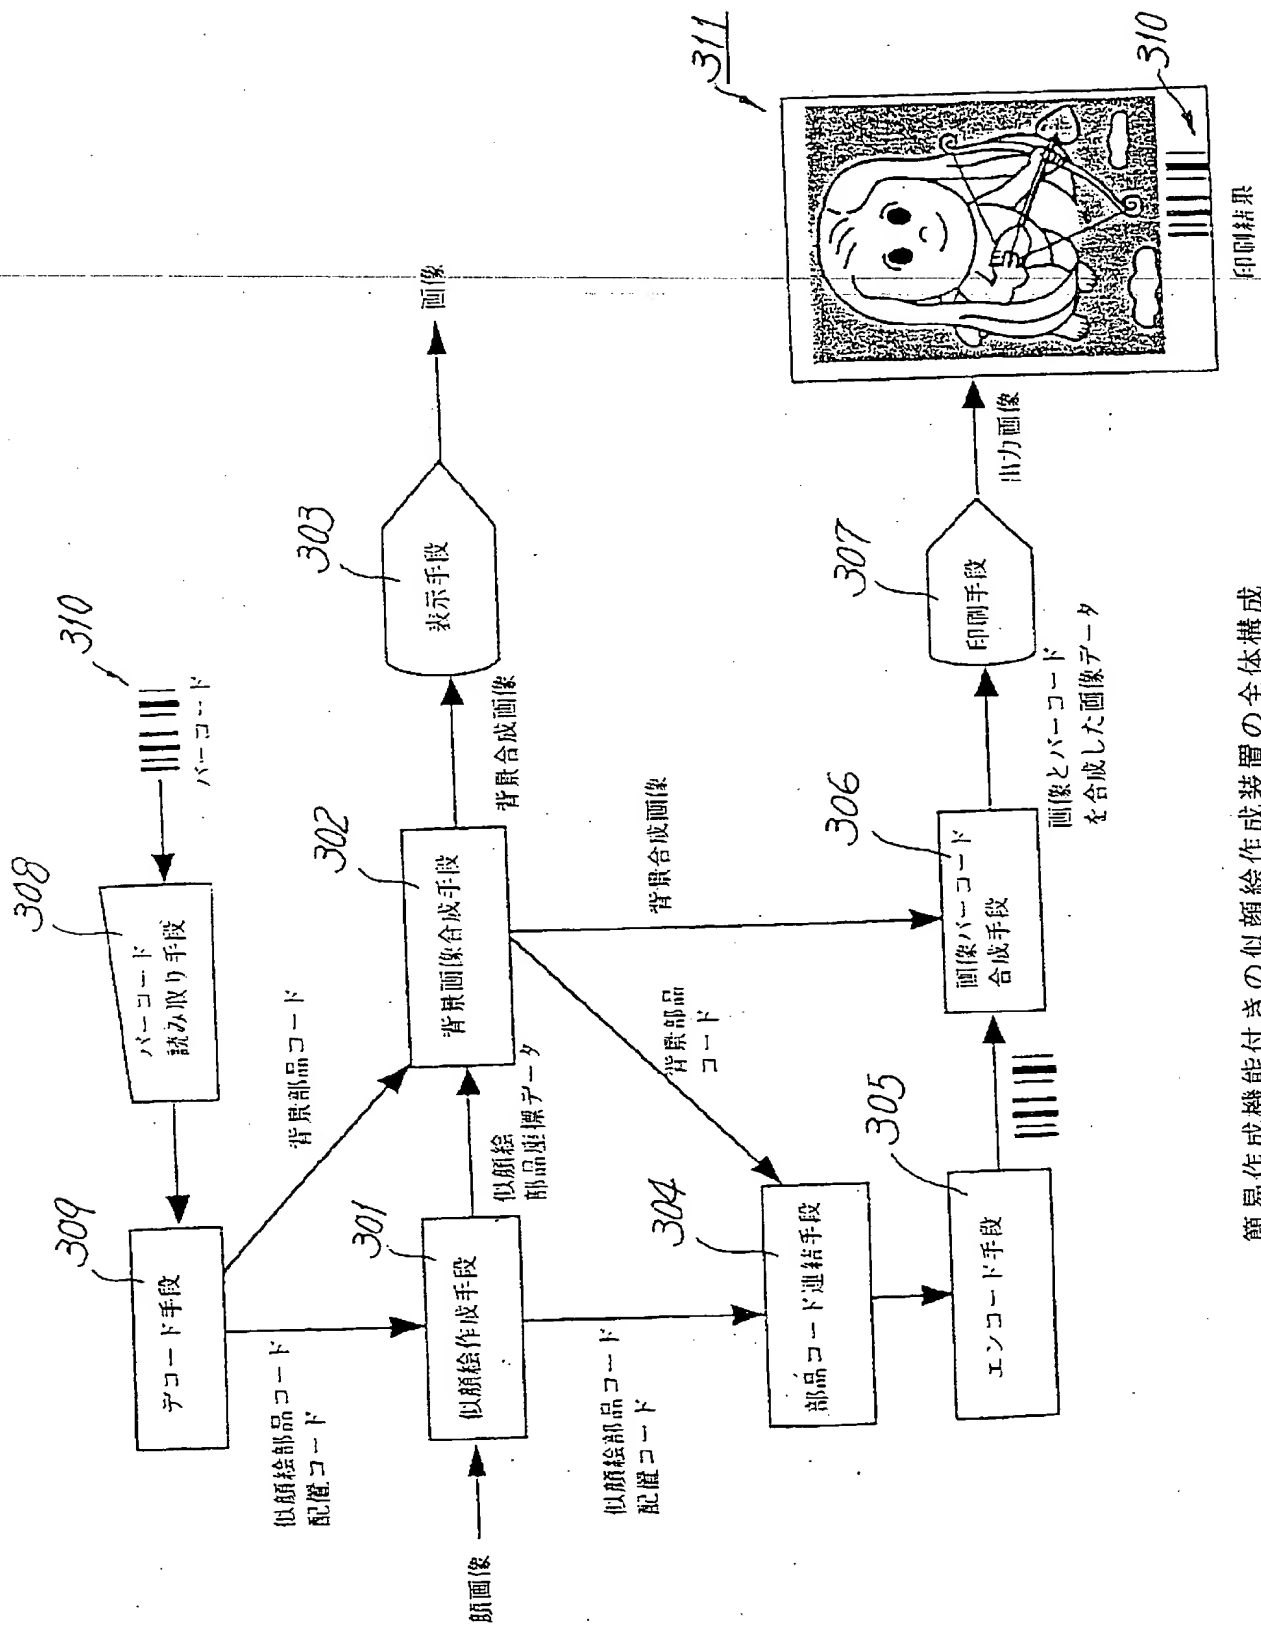 310
バーコード
308
バーコード
読み取り手段
309
デコード手段
背景部品コード
似顔絵部品コード
配置コード
顔画像
301
似顔絵作成手段
似顔絵
部品座標データ
302
背景画像合成手段
背景合成画像
303
表示手段
画像
似顔絵部品コード
配置コード
背景部品
コード
背景合成画像
304
部品コード連結手段
305
エンコード手段
306
画像バーコード
合成手段
画像とバーコード
を合成した画像データ
307
印刷手段
出力画像
311
310
印刷結果
簡易作成機能付きの似顔絵作成装置の全体構成